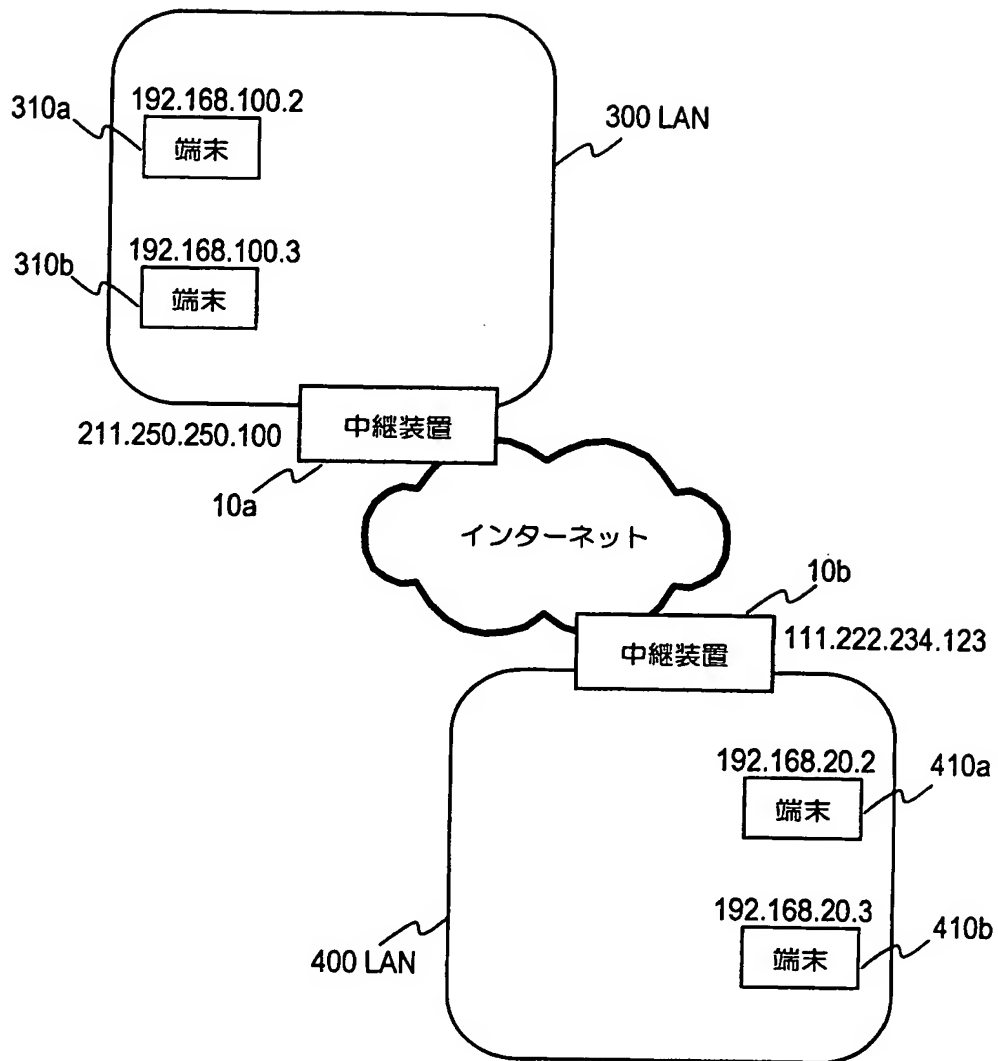 192.168.100.2
310a
端末
300 LAN
192.168.100.3
310b
端末
中継装置
211.250.250.100
10a
インターネット
10b
中継装置
111.222.234.123
192.168.20.2
410a
端末
192.168.20.3
410b
端末
400 LAN